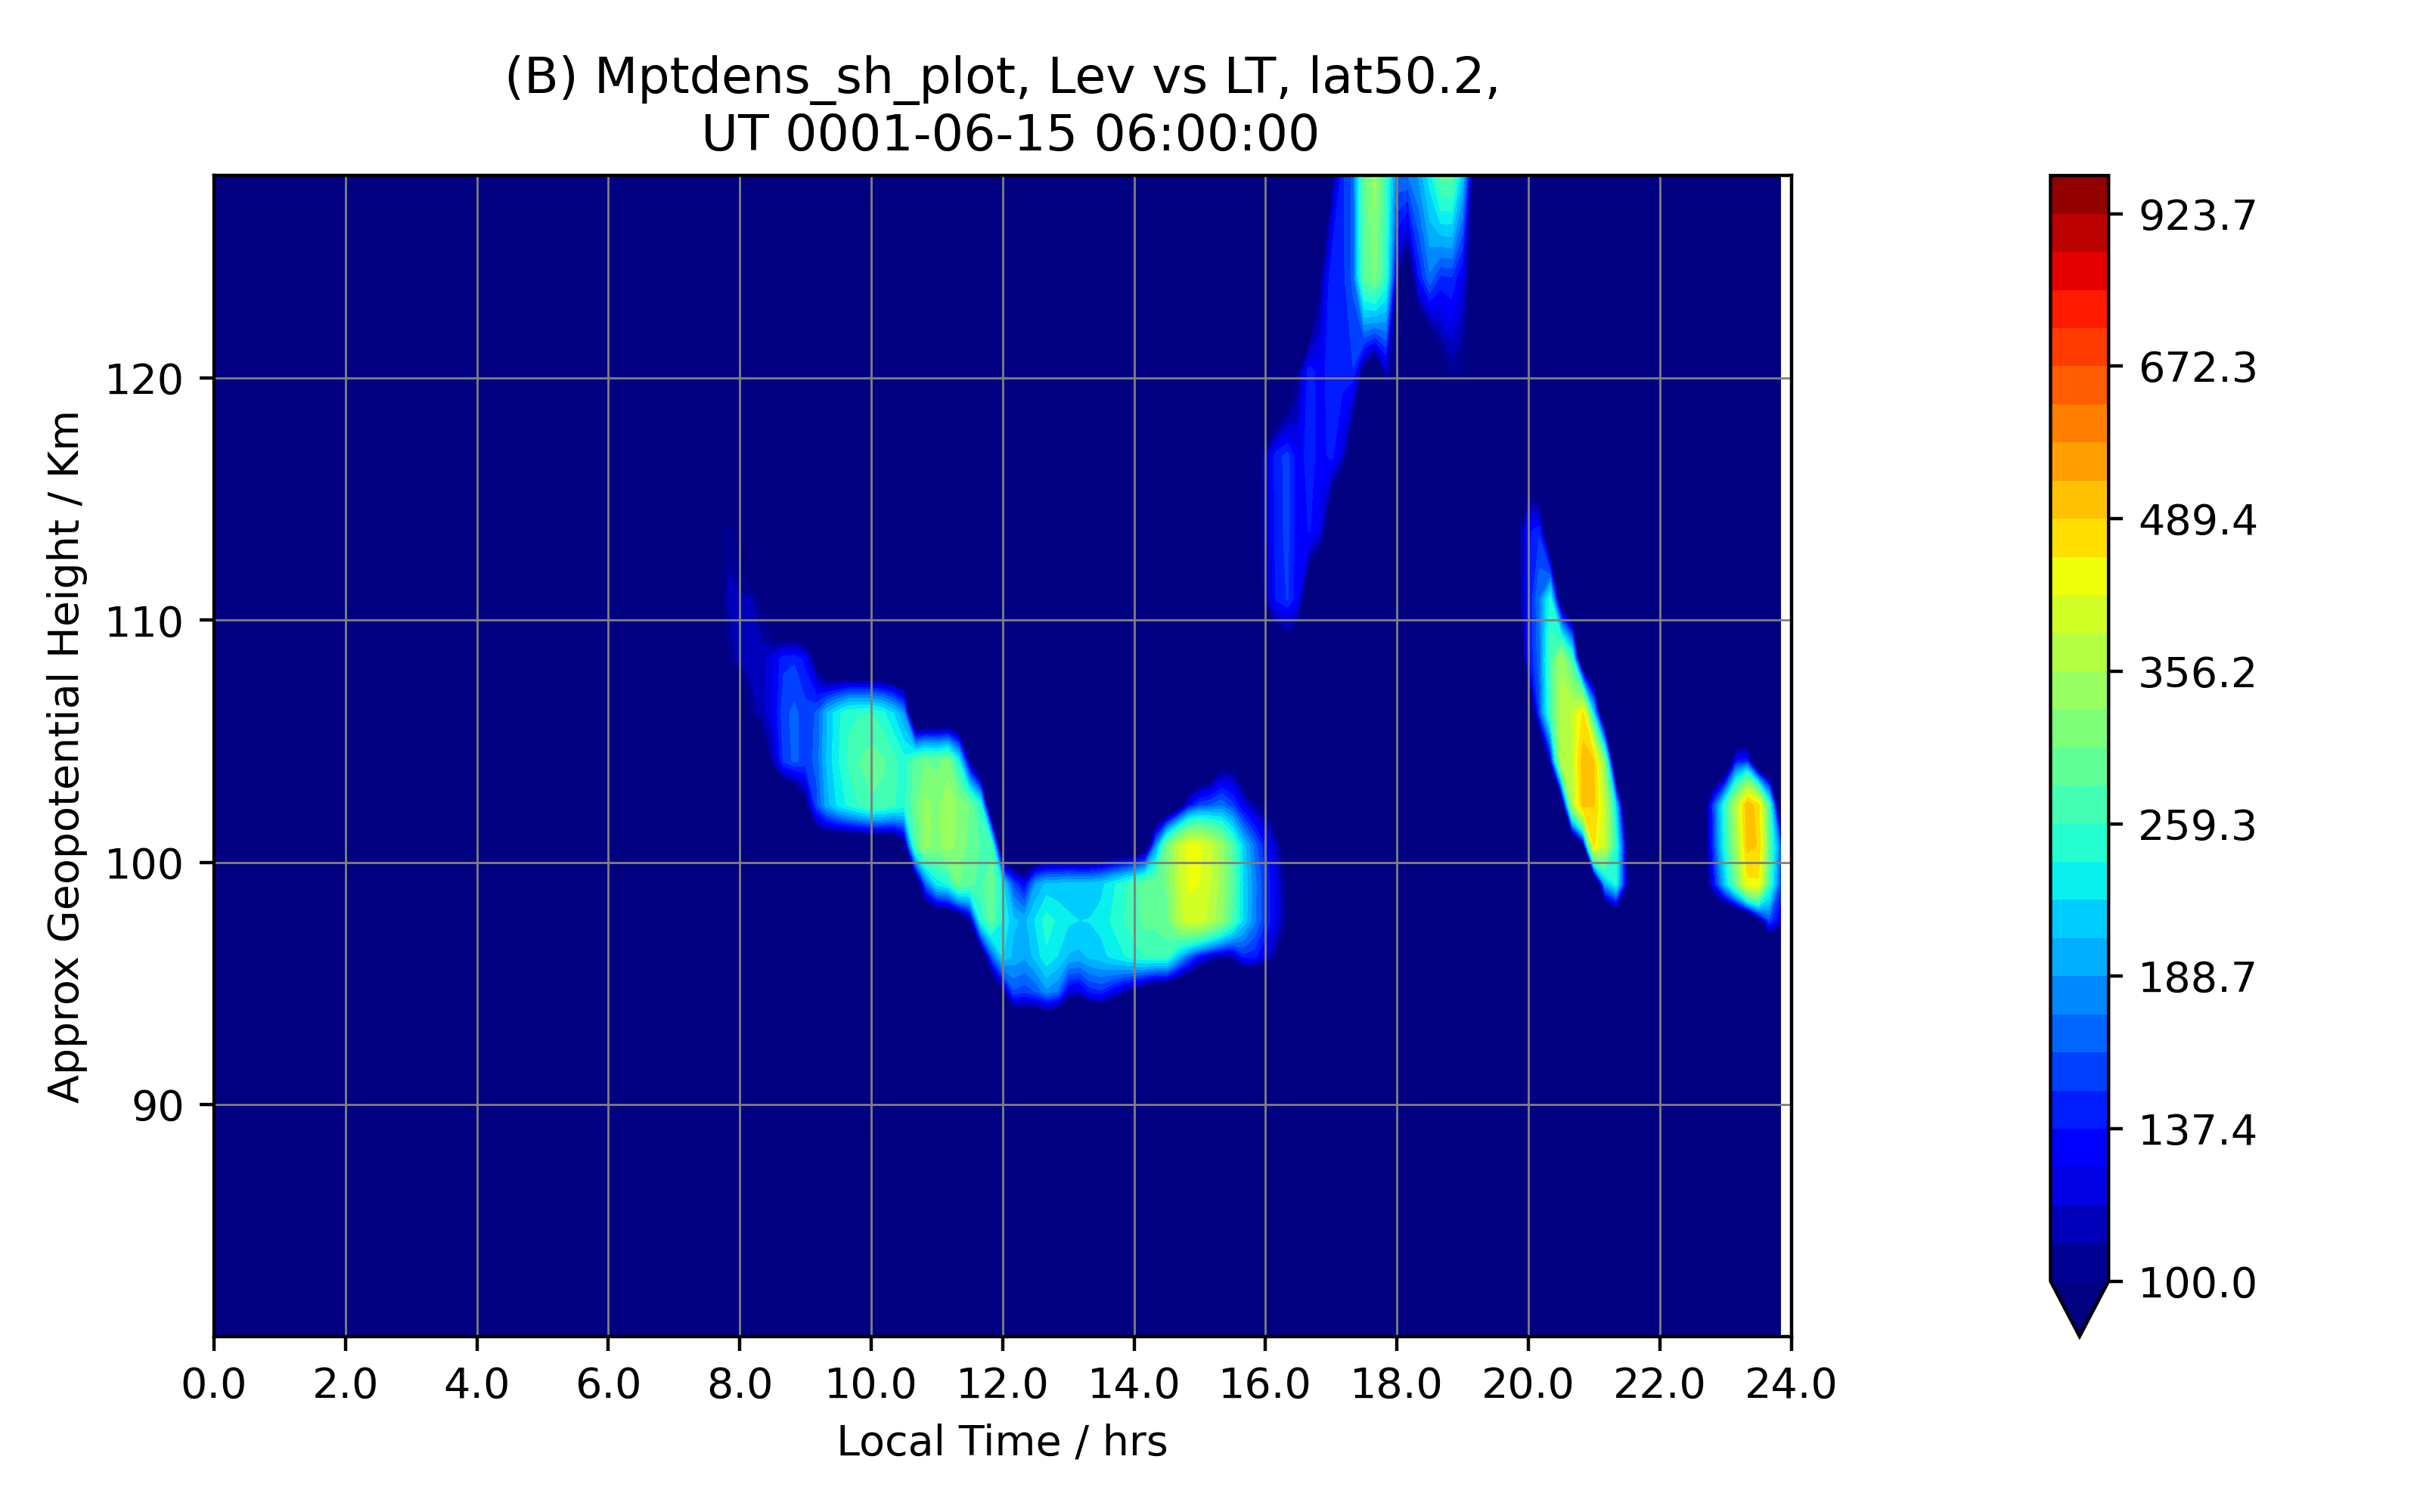 (B) Mptdens_sh_plot, Lev vs LT, lat50.2,
UT 0001-06-15 06:00:00
Approx Geopotential Height / Km
120
110
100
90
0.0 2.0 4.0 6.0 8.0 10.0 12.0 14.0 16.0 18.0 20.0 22.0 24.0
Local Time / hrs
923.7
672.3
489.4
356.2
259.3
188.7
137.4
100.0